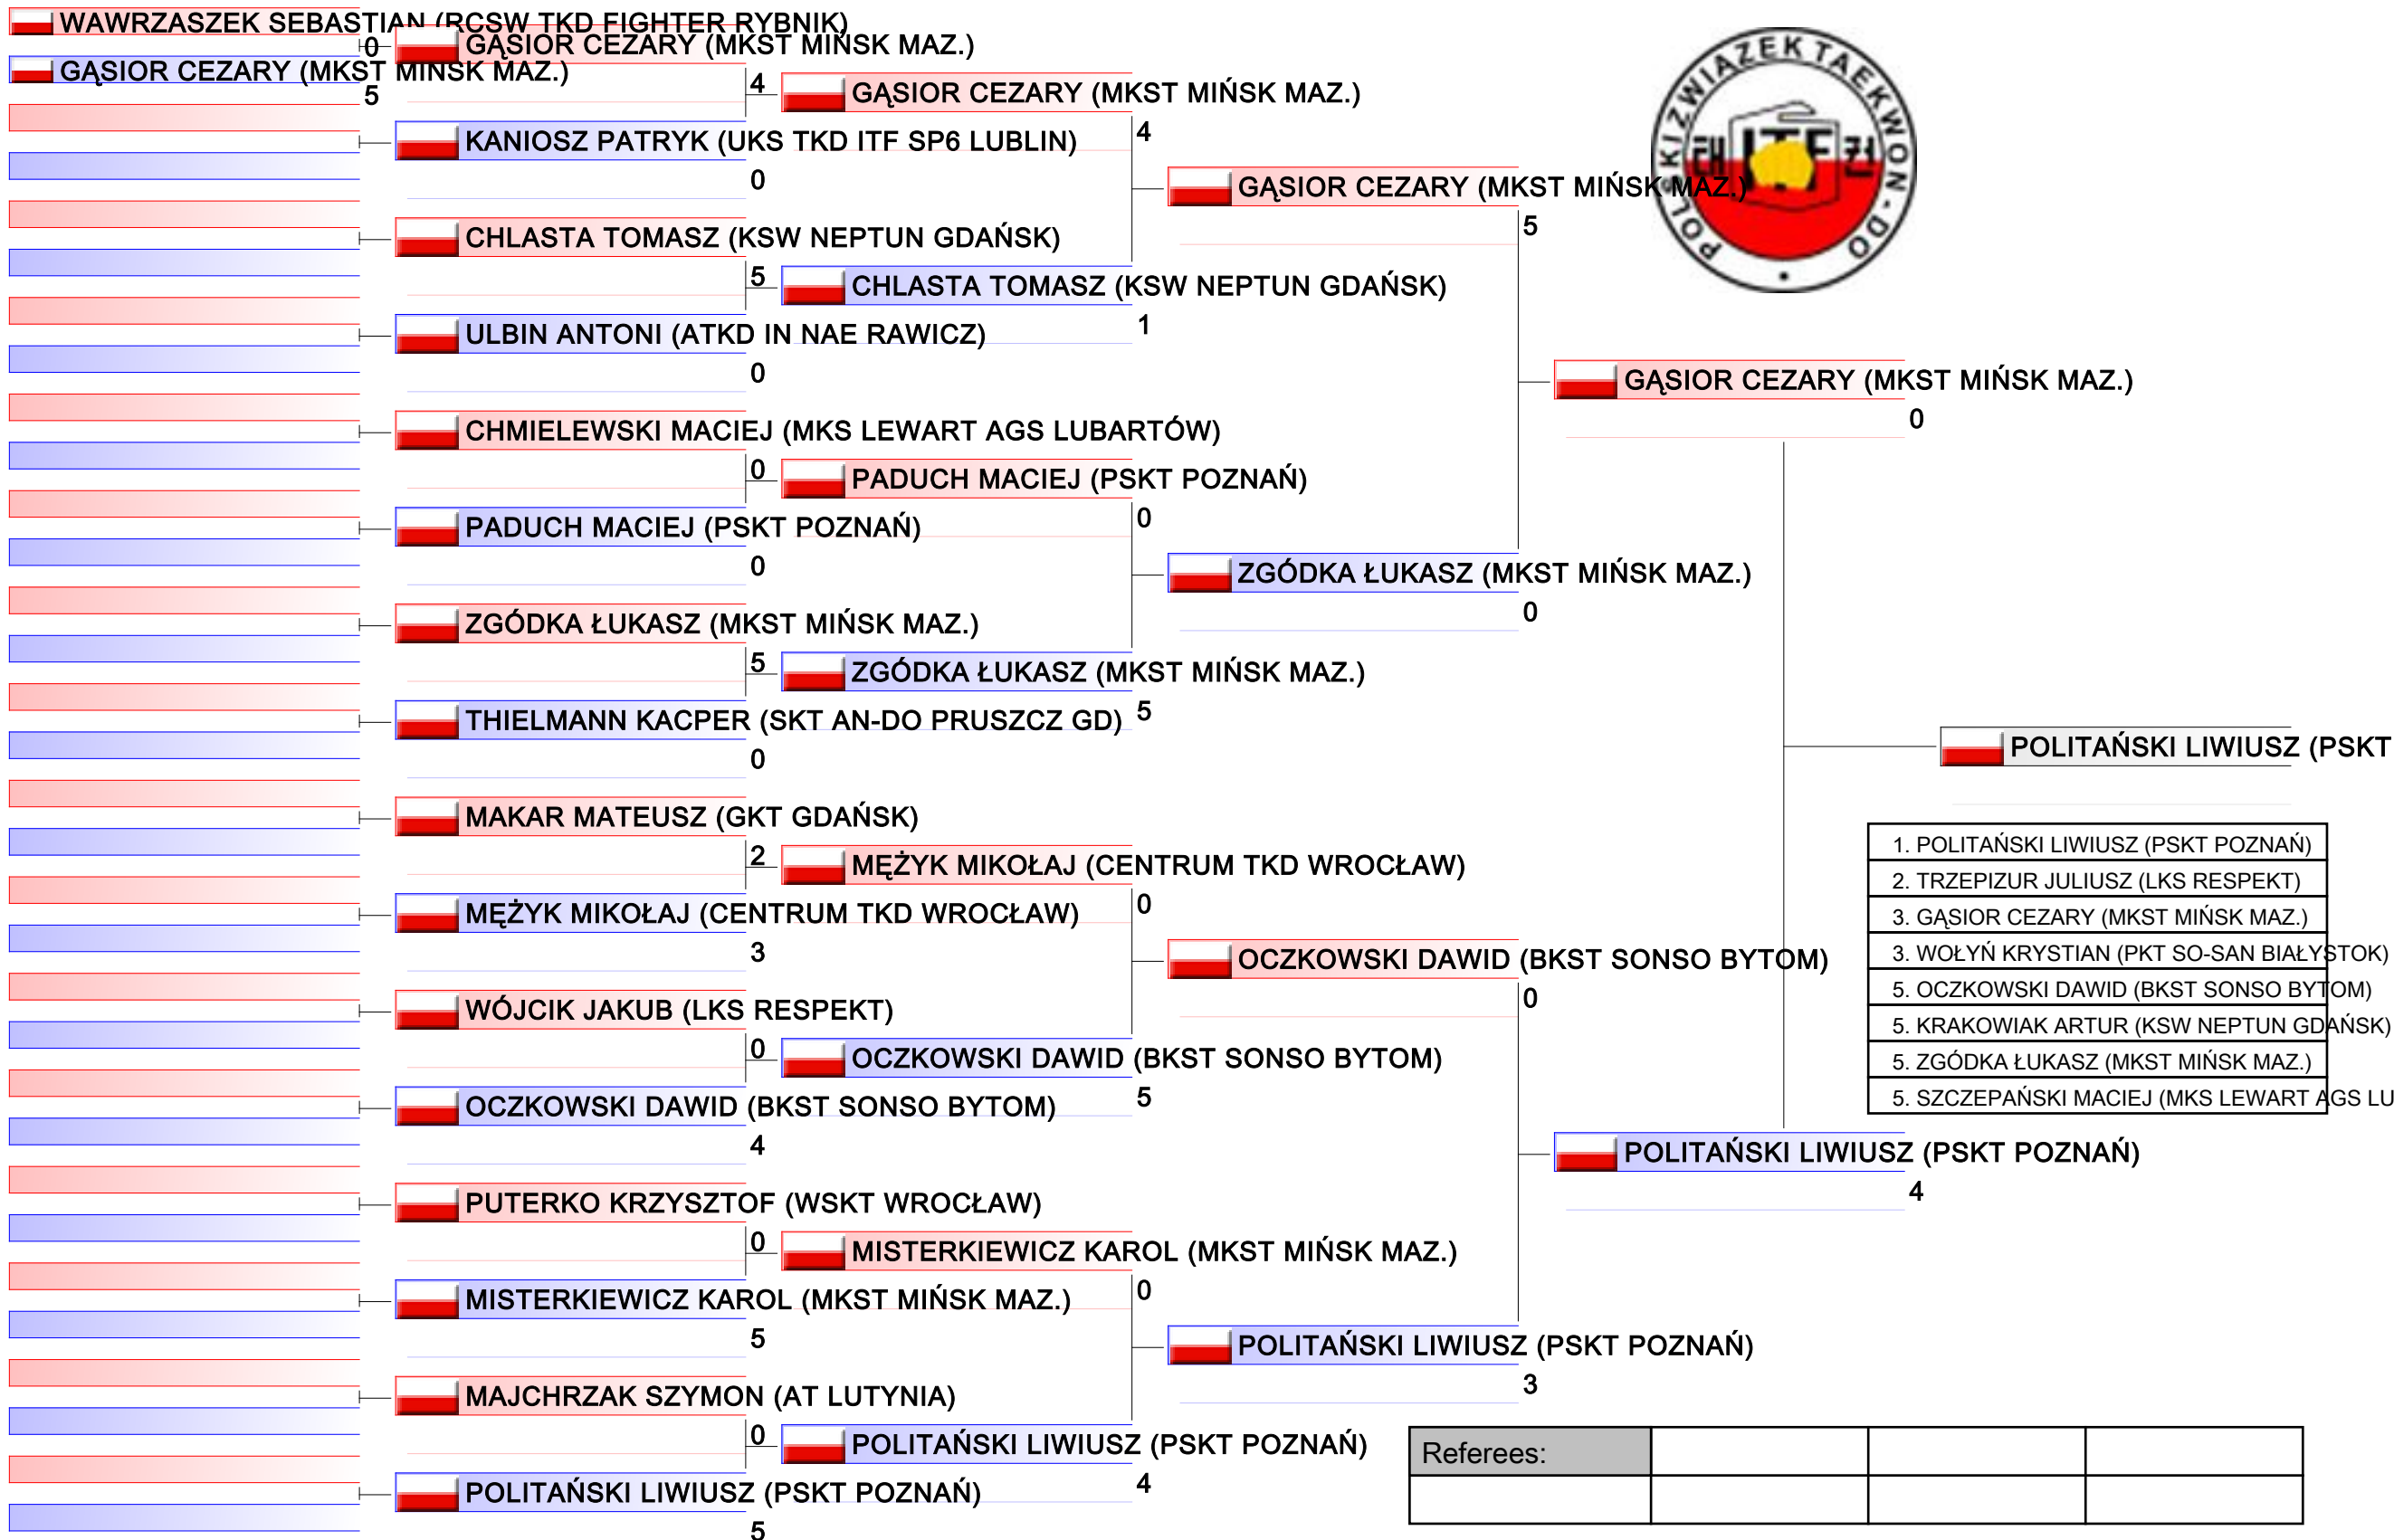 WAWRZASZEK SEBASTIAN (RCSW TKD FIGHTER RYBNIK)
0
GĄSIOR CEZARY (MKST MIŃSK MAZ.)
5
GĄSIOR CEZARY (MKST MIŃSK MAZ.)
4
KANIOSZ PATRYK (UKS TKD ITF SP6 LUBLIN)
0
CHLASTA TOMASZ (KSW NEPTUN GDAŃSK)
5
ULBIN ANTONI (ATKD IN NAE RAWICZ)
0
CHMIELEWSKI MACIEJ (MKS LEWART AGS LUBARTÓW)
0
PADUCH MACIEJ (PSKT POZNAŃ)
0
ZGÓDKA ŁUKASZ (MKST MIŃSK MAZ.)
5
THIELMANN KACPER (SKT AN-DO PRUSZCZ GD)
0
MAKAR MATEUSZ (GKT GDAŃSK)
2
MĘŻYK MIKOŁAJ (CENTRUM TKD WROCŁAW)
3
WÓJCIK JAKUB (LKS RESPEKT)
0
OCZKOWSKI DAWID (BKST SONSO BYTOM)
4
PUTERKO KRZYSZTOF (WSKT WROCŁAW)
0
MISTERKIEWICZ KAROL (MKST MIŃSK MAZ.)
5
MAJCHRZAK SZYMON (AT LUTYNIA)
0
POLITAŃSKI LIWIUSZ (PSKT POZNAŃ)
5
GĄSIOR CEZARY (MKST MIŃSK MAZ.)
4
CHLASTA TOMASZ (KSW NEPTUN GDAŃSK)
1
PADUCH MACIEJ (PSKT POZNAŃ)
0
ZGÓDKA ŁUKASZ (MKST MIŃSK MAZ.)
5
MĘŻYK MIKOŁAJ (CENTRUM TKD WROCŁAW)
0
OCZKOWSKI DAWID (BKST SONSO BYTOM)
5
MISTERKIEWICZ KAROL (MKST MIŃSK MAZ.)
0
POLITAŃSKI LIWIUSZ (PSKT POZNAŃ)
4
GĄSIOR CEZARY (MKST MIŃSK MAZ.)
5
ZGÓDKA ŁUKASZ (MKST MIŃSK MAZ.)
0
OCZKOWSKI DAWID (BKST SONSO BYTOM)
0
POLITAŃSKI LIWIUSZ (PSKT POZNAŃ)
3
GĄSIOR CEZARY (MKST MIŃSK MAZ.)
0
POLITAŃSKI LIWIUSZ (PSKT POZNAŃ)
4
POLITAŃSKI LIWIUSZ (PSKT
POLSKI ZWIĄZEK TAEKWON-DO
ITF
1. POLITAŃSKI LIWIUSZ (PSKT POZNAŃ)
2. TRZEPIZUR JULIUSZ (LKS RESPEKT)
3. GĄSIOR CEZARY (MKST MIŃSK MAZ.)
3. WOŁYŃ KRYSTIAN (PKT SO-SAN BIAŁYSTOK)
5. OCZKOWSKI DAWID (BKST SONSO BYTOM)
5. KRAKOWIAK ARTUR (KSW NEPTUN GDAŃSK)
5. ZGÓDKA ŁUKASZ (MKST MIŃSK MAZ.)
5. SZCZEPAŃSKI MACIEJ (MKS LEWART AGS LU
Referees: